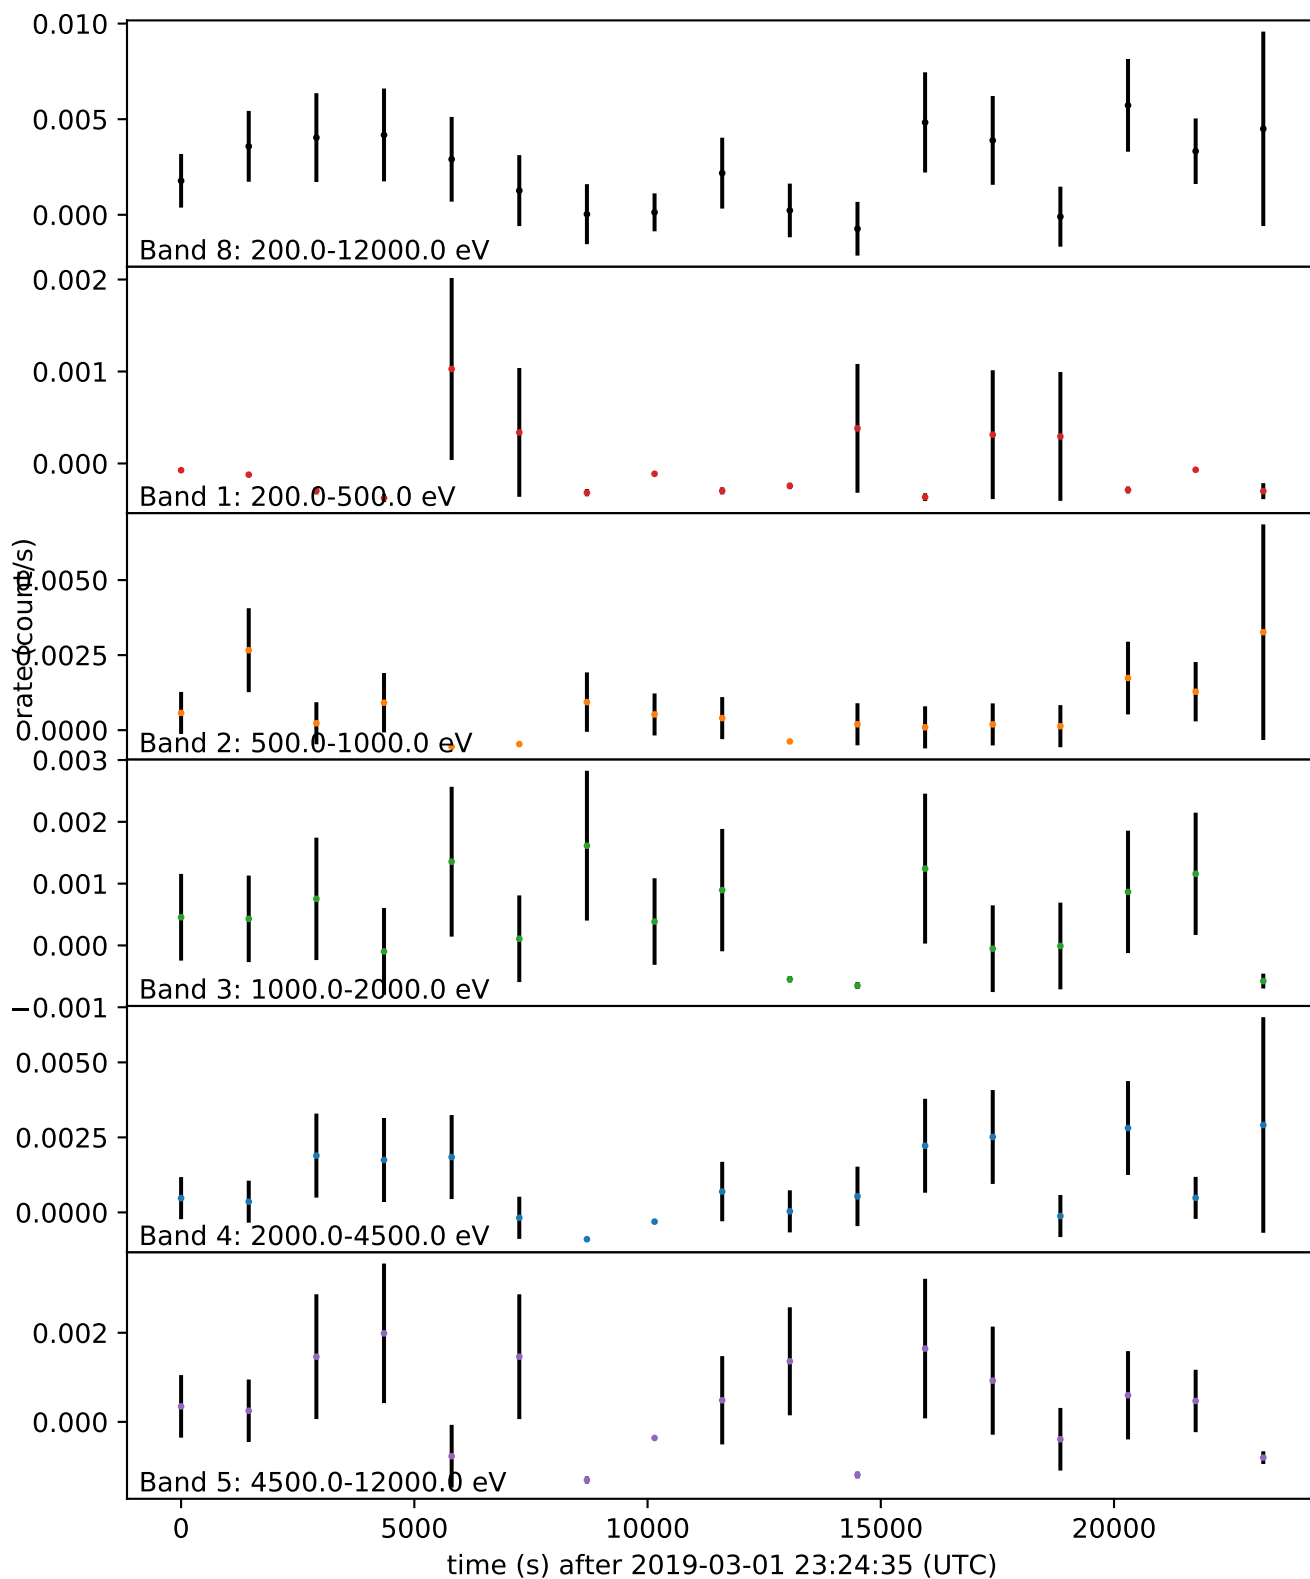 0.010
0.005
0.000
Band 8: 200.0-12000.0 eV
0.002
0.001
0.000
Band 1: 200.0-500.0 eV
rate (count/s)
0.0050
0.0025
0.0000
Band 2: 500.0-1000.0 eV
0.003
0.002
0.001
0.000
−0.001
Band 3: 1000.0-2000.0 eV
0.0050
0.0025
0.0000
Band 4: 2000.0-4500.0 eV
0.002
0.000
Band 5: 4500.0-12000.0 eV
0 5000 10000 15000 20000
time (s) after 2019-03-01 23:24:35 (UTC)